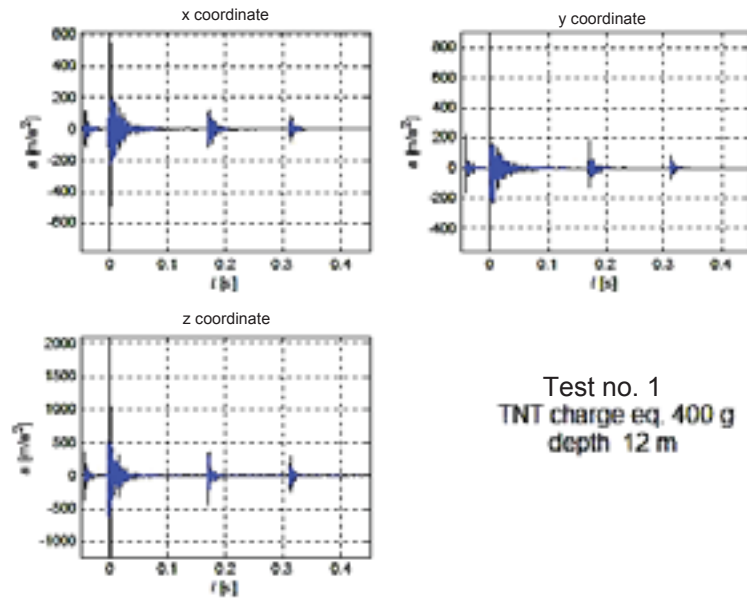 x coordinate
600
400
200
0
-200
-400
-600
a [m/s²]
0 0.1 0.2 0.3 0.4
t [s]
y coordinate
800
600
400
200
0
-200
-400
a [m/s²]
0 0.1 0.2 0.3 0.4
t [s]
z coordinate
2000
1500
1000
500
0
-500
-1000
a [m/s²]
0 0.1 0.2 0.3 0.4
t [s]
Test no. 1
TNT charge eq. 400 g
depth 12 m